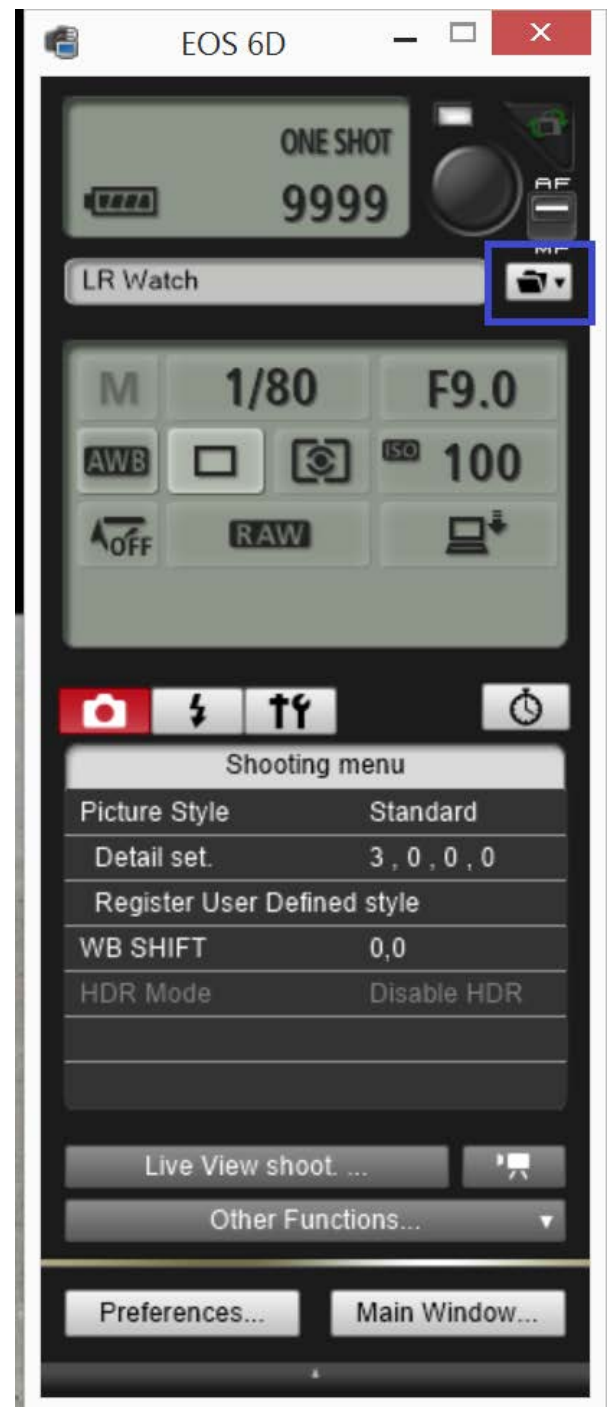 EOS 6D
ONE SHOT
9999
AF
MF
LR Watch
M 1/80 F9.0
AWB ISO 100
OFF RAW
Shooting menu
Picture Style Standard
Detail set. 3 , 0 , 0 , 0
Register User Defined style
WB SHIFT 0,0
HDR Mode Disable HDR
Live View shoot. ...
Other Functions...
Preferences... Main Window...